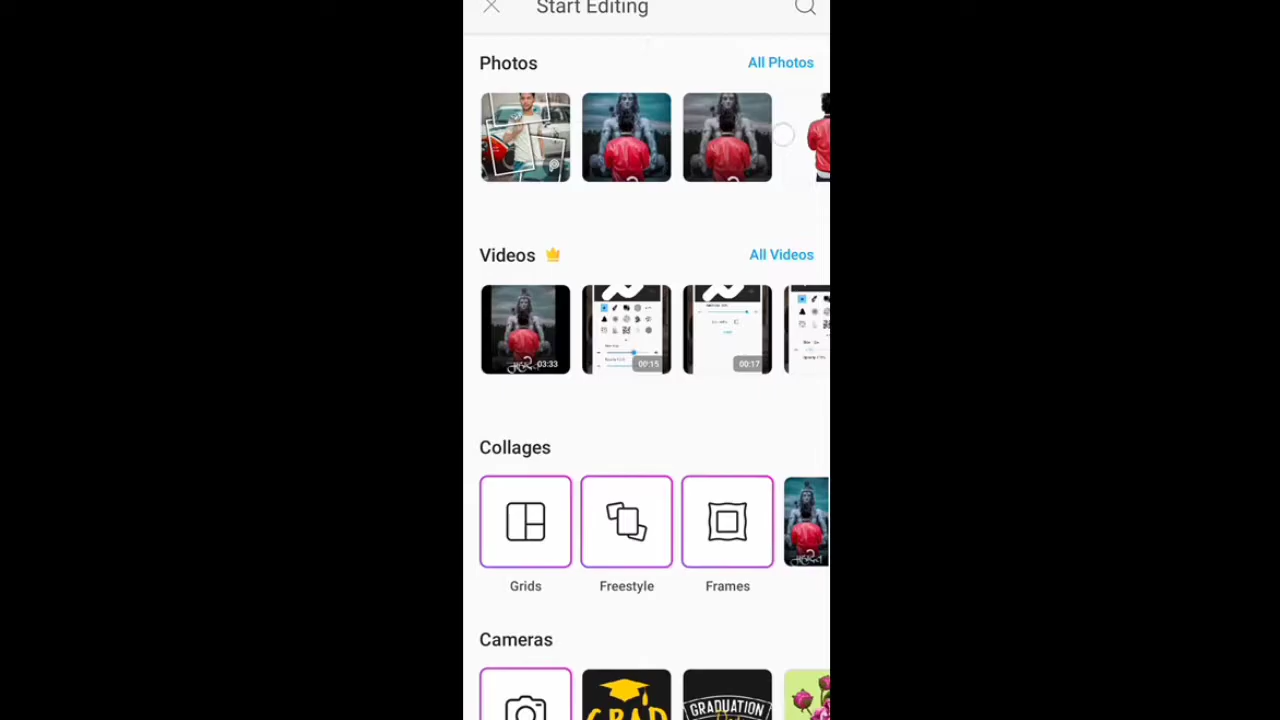 Start Editing
Photos
All Photos
Videos
All Videos
03:33
00:15
00:17
Collages
Grids
Freestyle
Frames
Cameras
GRAD
GRADUATION